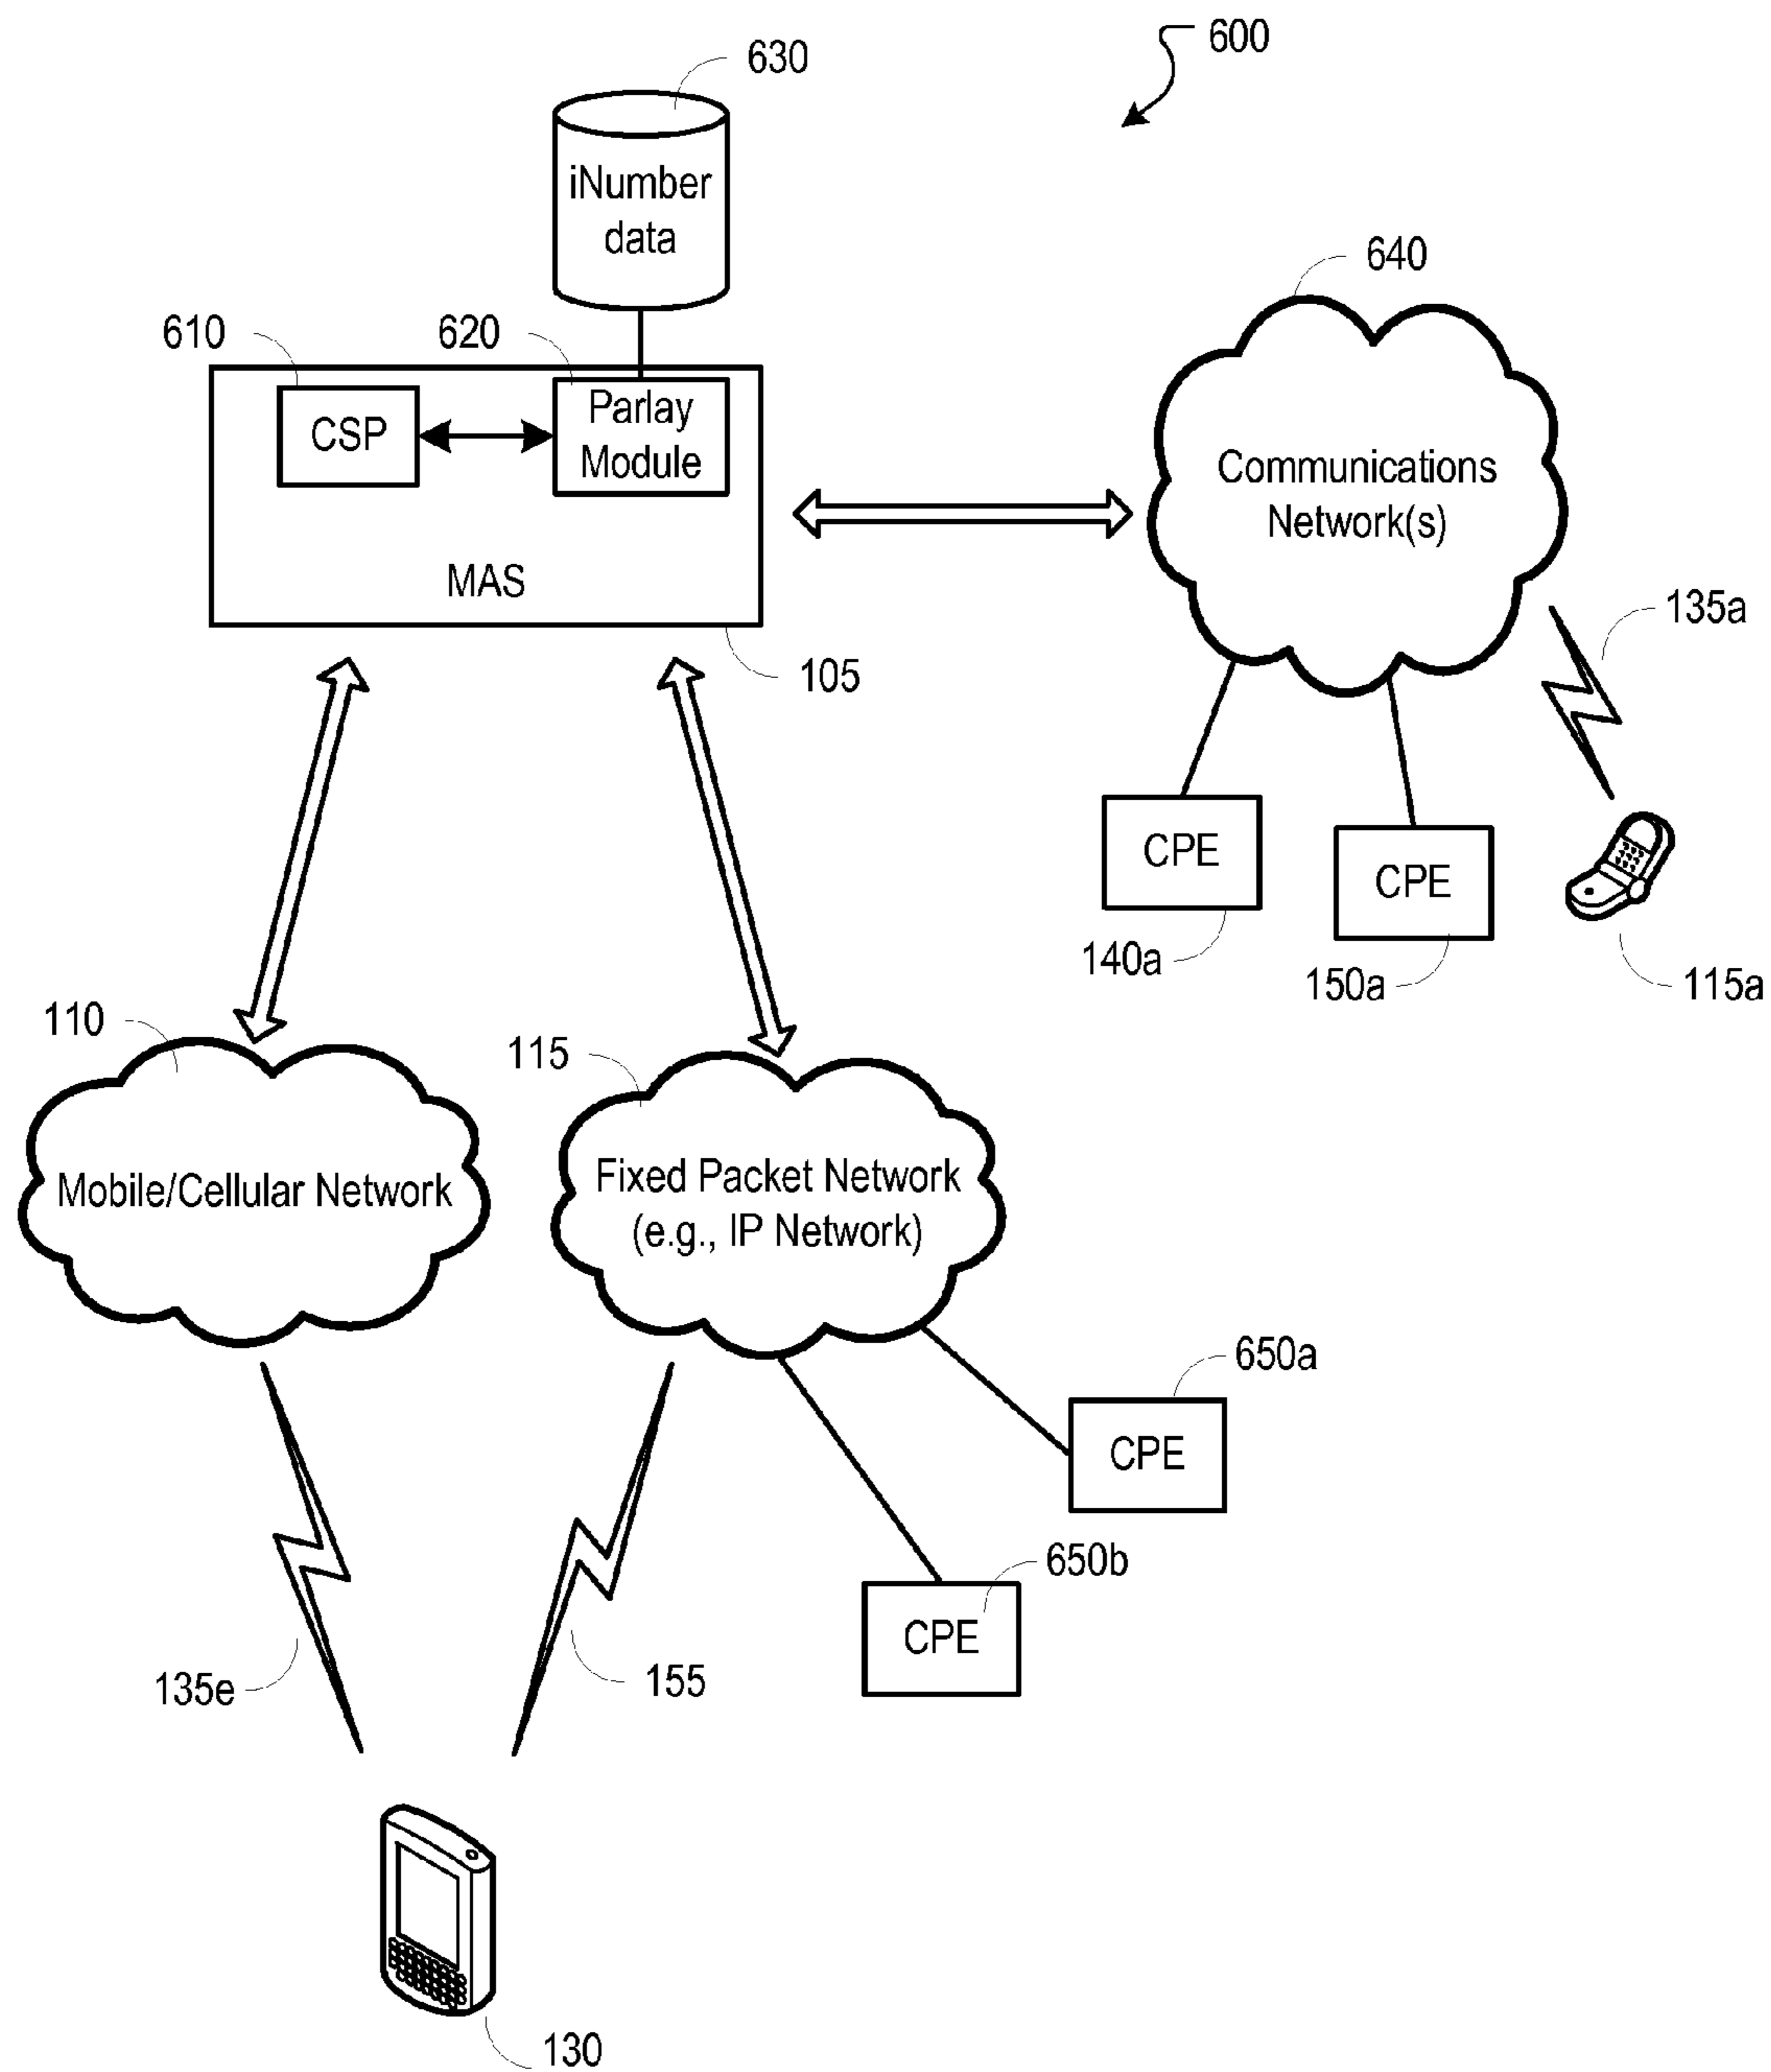 600
630
iNumber
data
640
610
620
CSP
Parlay
Module
MAS
105
Communications
Network(s)
135a
CPE
CPE
140a
150a
115a
110
115
Mobile/Cellular Network
Fixed Packet Network
(e.g., IP Network)
650a
CPE
650b
CPE
135e
155
130